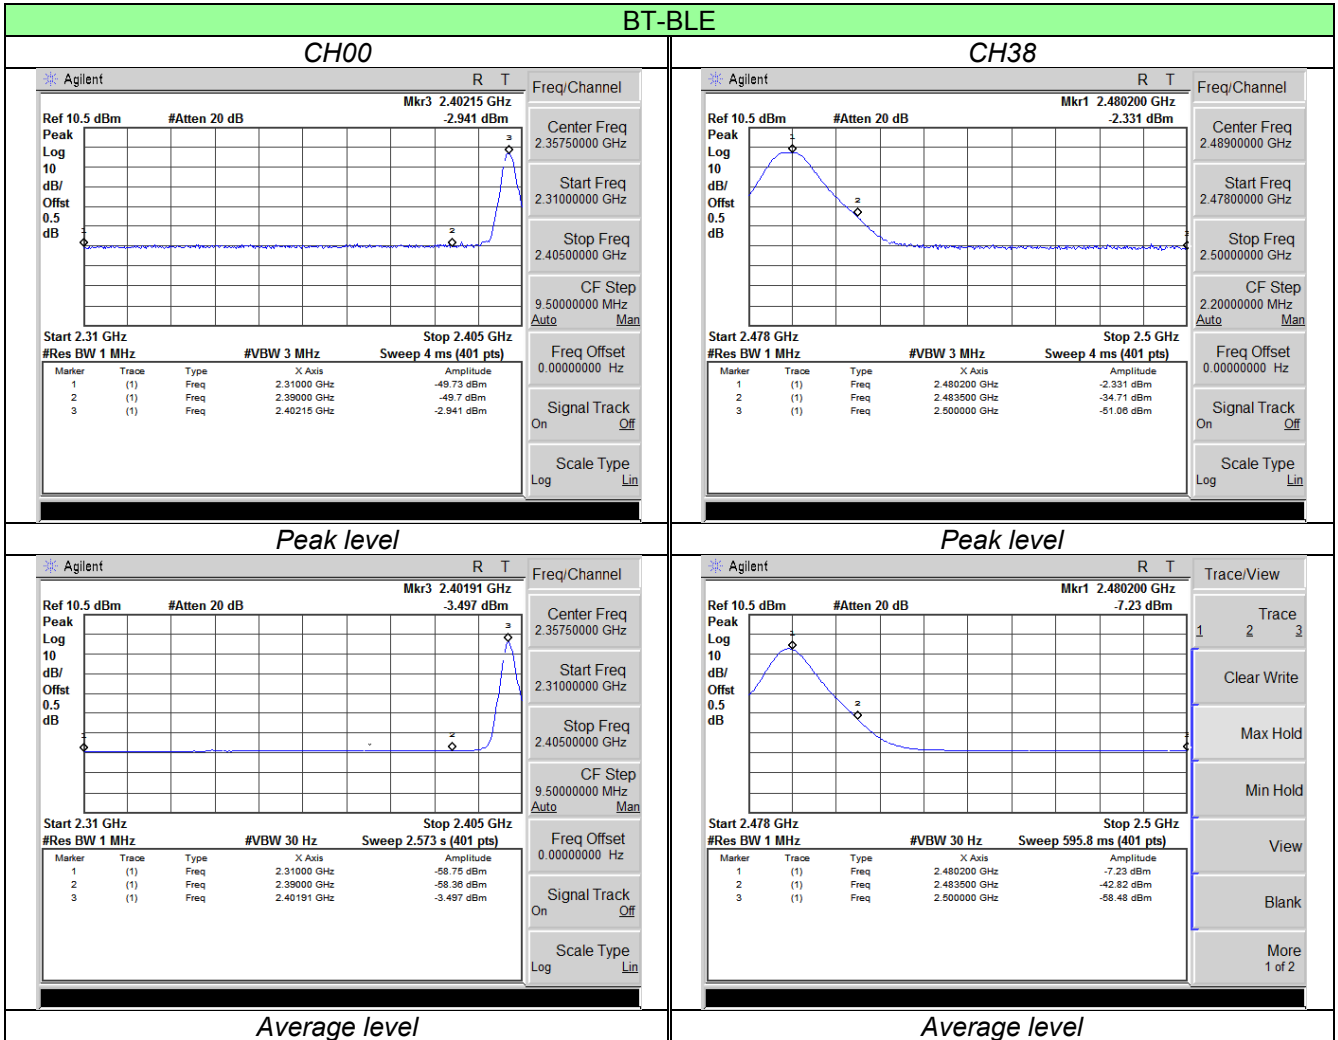 BT-BLE
CH00
CH38
Agilent R T
Freq/Channel
Mkr3 2.40215 GHz
Ref 10.5 dBm #Atten 20 dB -2.941 dBm
Peak
Log
10
dB/
Offst
0.5
dB
1
2
3
Center Freq
2.35750000 GHz
Start Freq
2.31000000 GHz
Stop Freq
2.40500000 GHz
CF Step
9.50000000 MHz
Auto Man
Freq Offset
0.00000000 Hz
Signal Track
On Off
Scale Type
Log Lin
Start 2.31 GHz Stop 2.405 GHz
#Res BW 1 MHz #VBW 3 MHz Sweep 4 ms (401 pts)
Marker Trace Type X Axis Amplitude
1 (1) Freq 2.31000 GHz -49.73 dBm
2 (1) Freq 2.39000 GHz -49.7 dBm
3 (1) Freq 2.40215 GHz -2.941 dBm
Agilent R T
Freq/Channel
Mkr1 2.480200 GHz
Ref 10.5 dBm #Atten 20 dB -2.331 dBm
Peak
Log
10
dB/
Offst
0.5
dB
1
2
3
Center Freq
2.48900000 GHz
Start Freq
2.47800000 GHz
Stop Freq
2.50000000 GHz
CF Step
2.20000000 MHz
Auto Man
Freq Offset
0.00000000 Hz
Signal Track
On Off
Scale Type
Log Lin
Start 2.478 GHz Stop 2.5 GHz
#Res BW 1 MHz #VBW 3 MHz Sweep 4 ms (401 pts)
Marker Trace Type X Axis Amplitude
1 (1) Freq 2.480200 GHz -2.331 dBm
2 (1) Freq 2.483500 GHz -34.71 dBm
3 (1) Freq 2.500000 GHz -51.06 dBm
Peak level
Peak level
Agilent R T
Freq/Channel
Mkr3 2.40191 GHz
Ref 10.5 dBm #Atten 20 dB -3.497 dBm
Peak
Log
10
dB/
Offst
0.5
dB
1
2
3
Center Freq
2.35750000 GHz
Start Freq
2.31000000 GHz
Stop Freq
2.40500000 GHz
CF Step
9.50000000 MHz
Auto Man
Freq Offset
0.00000000 Hz
Signal Track
On Off
Scale Type
Log Lin
Start 2.31 GHz Stop 2.405 GHz
#Res BW 1 MHz #VBW 30 Hz Sweep 2.573 s (401 pts)
Marker Trace Type X Axis Amplitude
1 (1) Freq 2.31000 GHz -58.75 dBm
2 (1) Freq 2.39000 GHz -58.36 dBm
3 (1) Freq 2.40191 GHz -3.497 dBm
Agilent R T
Trace/View
Mkr1 2.480200 GHz
Ref 10.5 dBm #Atten 20 dB -7.23 dBm
Peak
Log
10
dB/
Offst
0.5
dB
1
2
3
Trace
1 2 3
Clear Write
Max Hold
Min Hold
View
Blank
More
1 of 2
Start 2.478 GHz Stop 2.5 GHz
#Res BW 1 MHz #VBW 30 Hz Sweep 595.8 ms (401 pts)
Marker Trace Type X Axis Amplitude
1 (1) Freq 2.480200 GHz -7.23 dBm
2 (1) Freq 2.483500 GHz -42.82 dBm
3 (1) Freq 2.500000 GHz -58.48 dBm
Average level
Average level